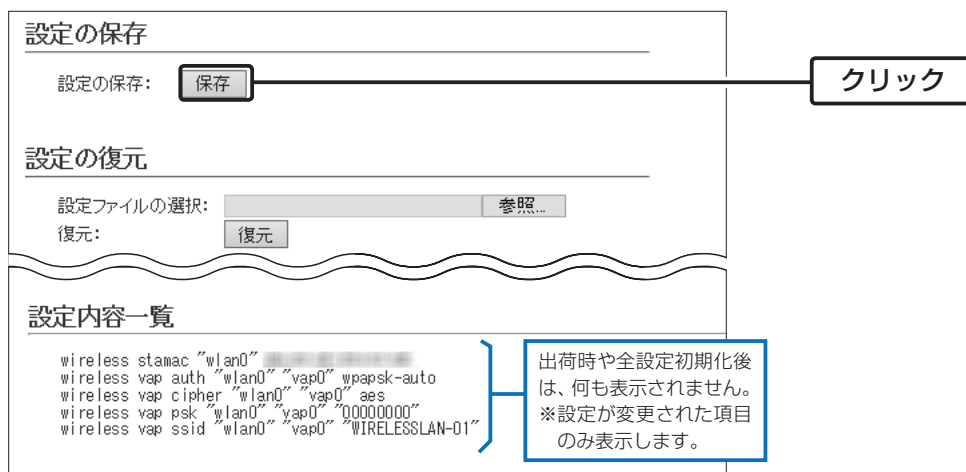 設定の保存
設定の保存: 保存
クリック
設定の復元
設定ファイルの選択: 参照...
復元: 復元
設定内容一覧
wireless stamac "wlan0"
wireless vap auth "wlan0" "vap0" wpapsk-auto
wireless vap cipher "wlan0" "vap0" aes
wireless vap psk "wlan0" "vap0" "00000000"
wireless vap ssid "wlan0" "vap0" "WIRELESSLAN-01"
出荷時や全設定初期化後
は、何も表示されません。
※設定が変更された項目
のみ表示します。